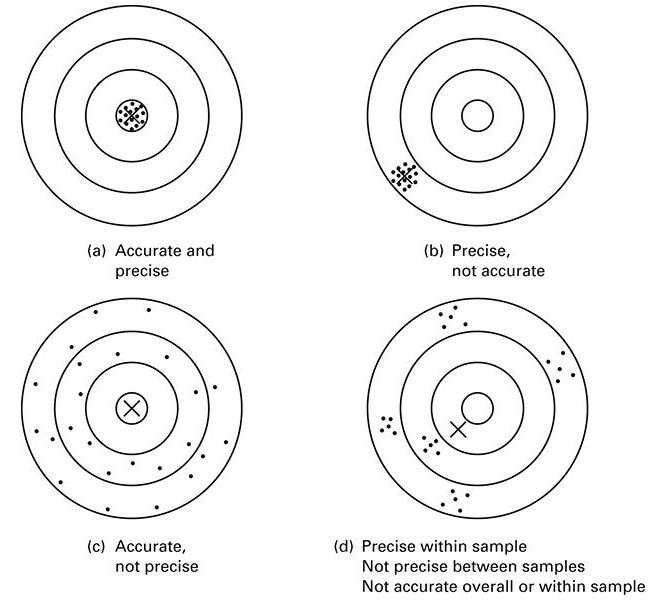 (a) Accurate and
precise
(b) Precise,
not accurate
(c) Accurate,
not precise
(d) Precise within sample
Not precise between samples
Not accurate overall or within sample